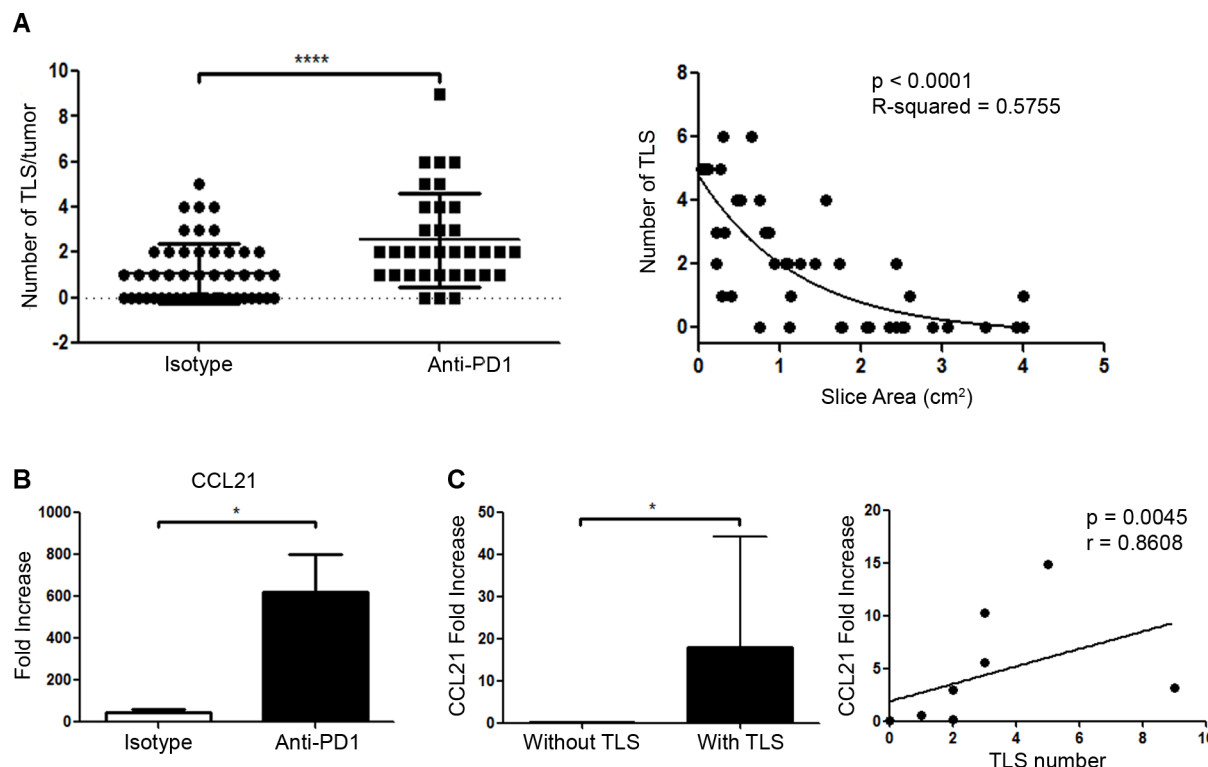 A
****
Number of TLS/tumor
10
8
6
4
2
0
-2
Isotype
Anti-PD1
p < 0.0001
R-squared = 0.5755
Number of TLS
8
6
4
2
0
0 1 2 3 4 5
Slice Area (cm²)
B
CCL21
*
Fold Increase
1000
800
600
400
200
0
Isotype
Anti-PD1
C
*
CCL21 Fold Increase
50
40
30
20
10
0
Without TLS
With TLS
p = 0.0045
r = 0.8608
CCL21 Fold Increase
20
15
10
5
0
0 2 4 6 8 10
TLS number